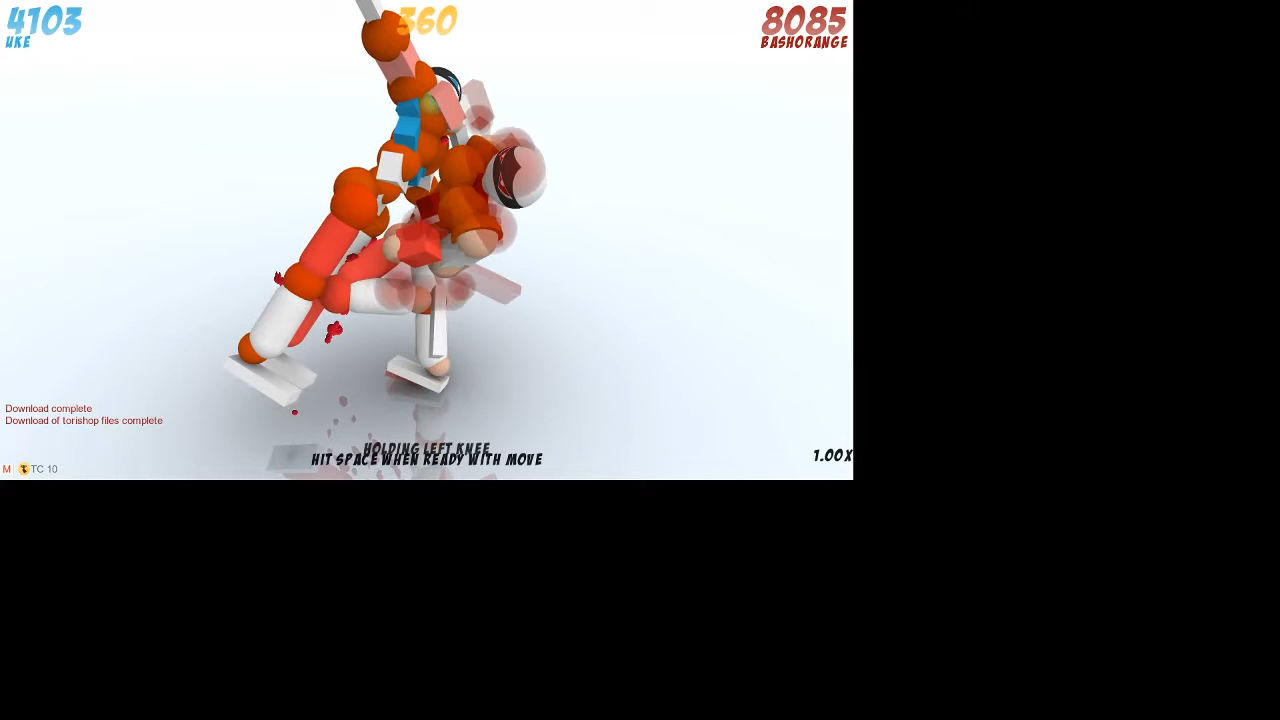 4103
UKE
360
8085
BASHORANGE
Download complete
Download of torishop files complete
HOLDING LEFT KNEE
HIT SPACE WHEN READY WITH MOVE
1.00X
M TC 10